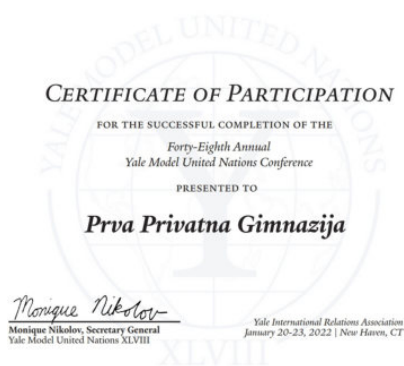 YALE MODEL UNITED NATIONS
CERTIFICATE OF PARTICIPATION
FOR THE SUCCESSFUL COMPLETION OF THE
Forty-Eighth Annual
Yale Model United Nations Conference
PRESENTED TO
Prva Privatna Gimnazija
Monique Nikolov
Monique Nikolov, Secretary General
Yale Model United Nations XLVIII
Yale International Relations Association
January 20-23, 2022 | New Haven, CT
XLVIII